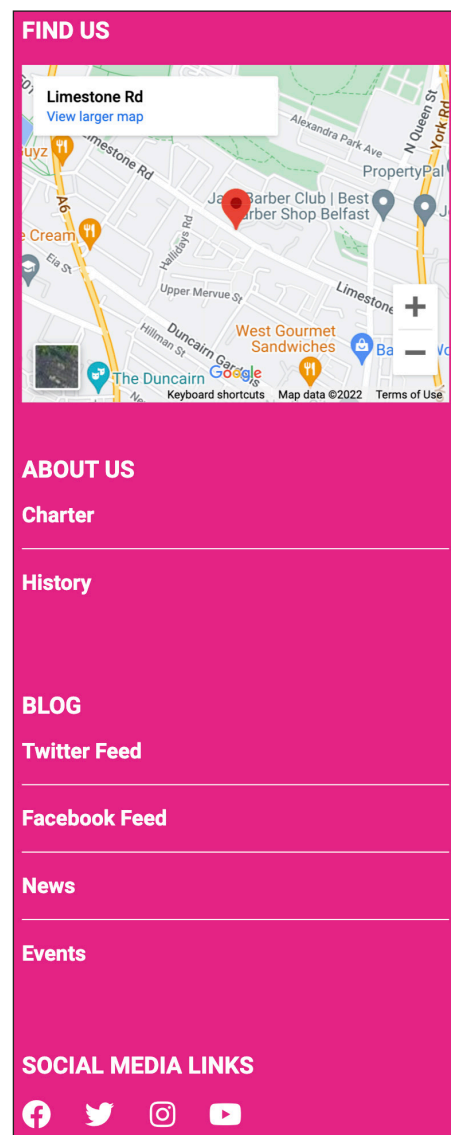 FIND US
Limestone Rd
View larger map
Alexandra Park Ave
N Queen St
York Rd
PropertyPal
Barber Club | Best
Barber Shop Belfast
A6
Cream
Eia St
Hallidays Rd
Upper Mervue St
Limestone
Hillman St
Duncairn Gardens
West Gourmet
Sandwiches
The Duncairn
Google
Keyboard shortcuts Map data ©2022 Terms of Use
ABOUT US
Charter
History
BLOG
Twitter Feed
Facebook Feed
News
Events
SOCIAL MEDIA LINKS